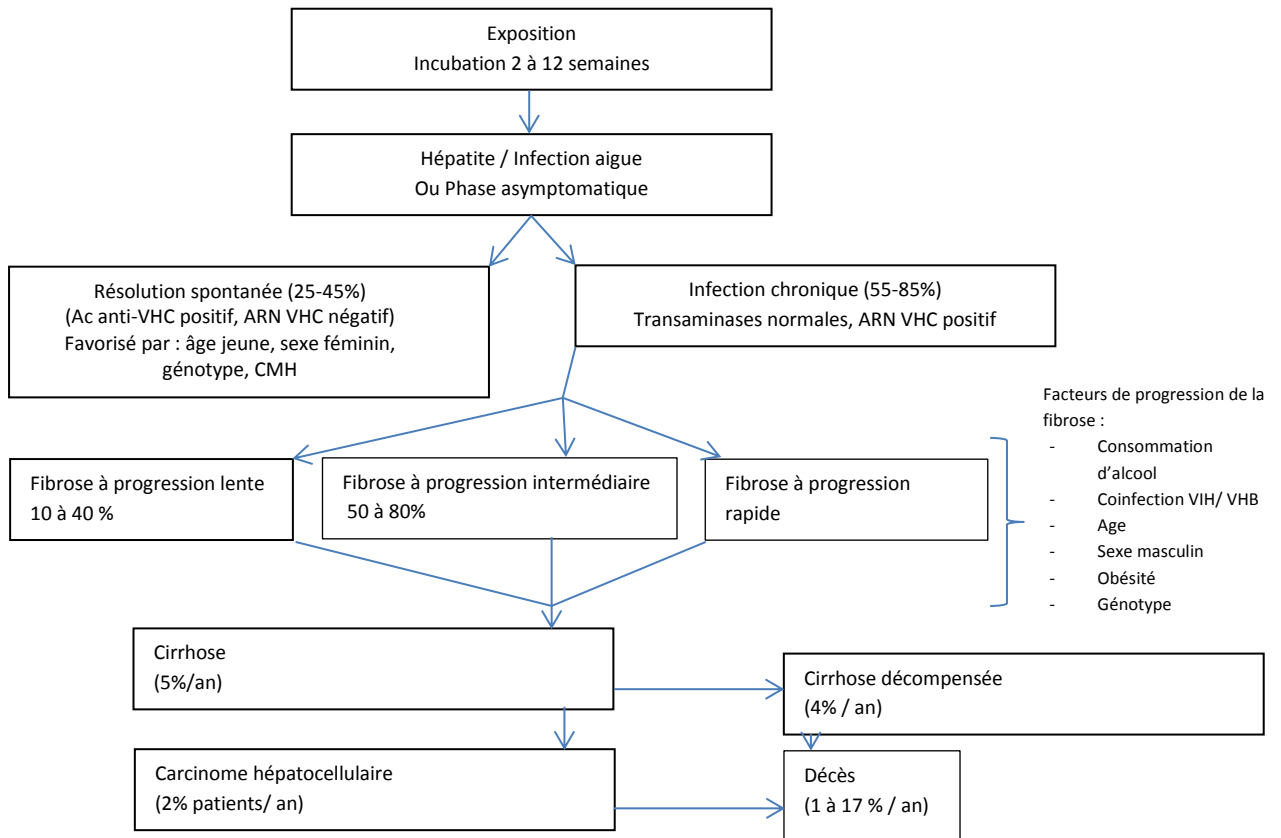 Exposition
Incubation 2 à 12 semaines
Hépatite / Infection aigue
Ou Phase asymptomatique
Résolution spontanée (25-45%)
(Ac anti-VHC positif, ARN VHC négatif)
Favorisé par : âge jeune, sexe féminin,
génotype, CMH
Infection chronique (55-85%)
Transaminases normales, ARN VHC positif
Facteurs de progression de la
fibrose :
- Consommation
d'alcool
- Coinfection VIH/ VHB
- Age
- Sexe masculin
- Obésité
- Génotype
Fibrose à progression lente
10 à 40 %
Fibrose à progression intermédiaire
50 à 80%
Fibrose à progression
rapide
Cirrhose
(5%/an)
Cirrhose décompensée
(4% / an)
Carcinome hépatocellulaire
(2% patients/ an)
Décès
(1 à 17 % / an)